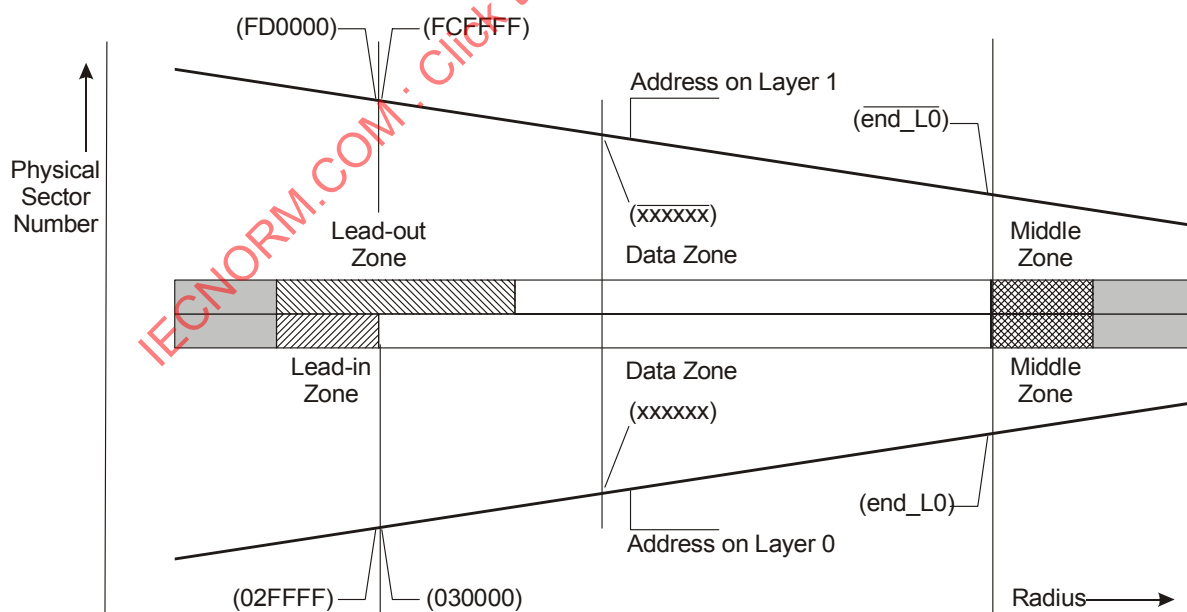 (FD0000)
(FCFFFF)
Address on Layer 1
(end_L0)
Physical
Sector
Number
(xxxxxx)
Lead-out
Zone
Data Zone
Middle
Zone
Lead-in
Zone
Data Zone
Middle
Zone
(xxxxxx)
(end_L0)
Address on Layer 0
(02FFFF)
(030000)
Radius
IECNORM.COM : Click